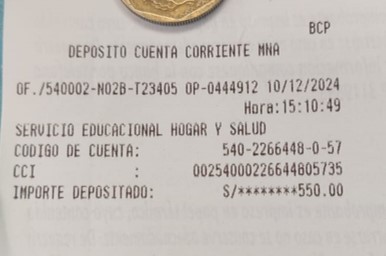 BCP
DEPOSITO CUENTA CORRIENTE MNA
OF./540002-N02B-T23405 OP-0444912 10/12/2024
Hora:15:10:49
SERVICIO EDUCACIONAL HOGAR Y SALUD
CODIGO DE CUENTA: 540-2266448-0-57
CCI : 00254000226644805735
IMPORTE DEPOSITADO: S/********550.00